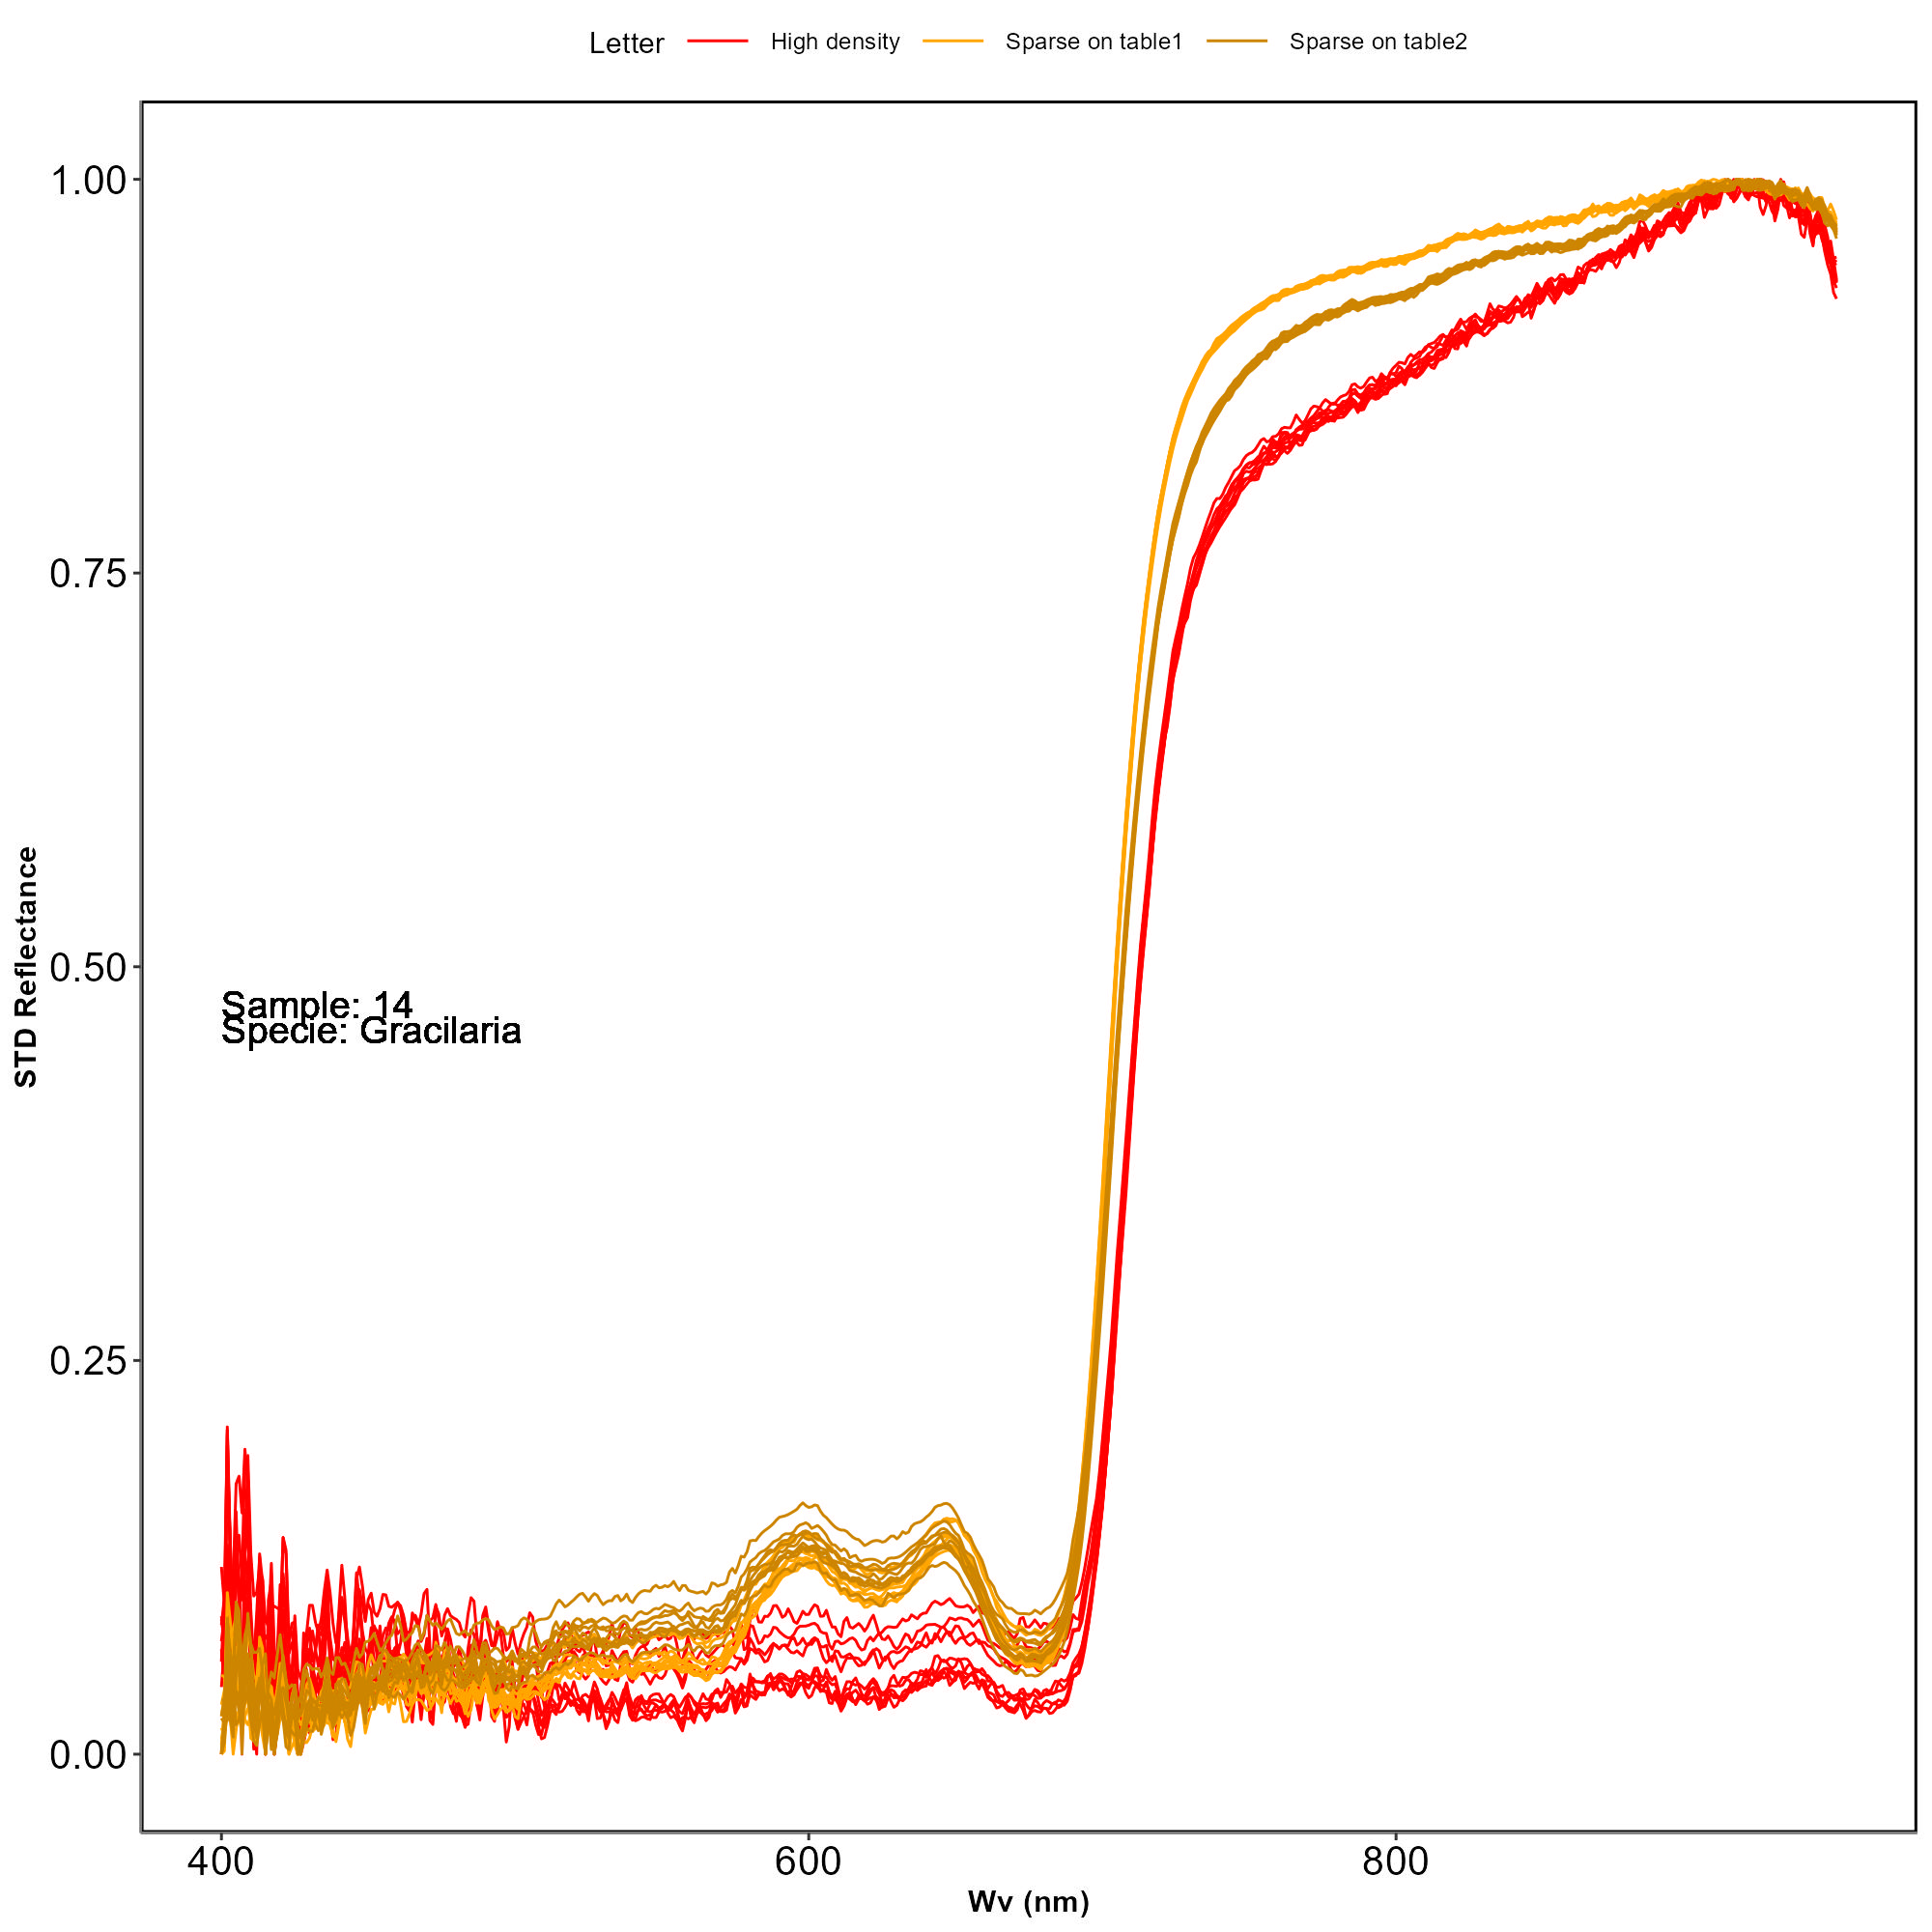 Letter High density Sparse on table1 Sparse on table2
1.00
0.75
0.50
0.25
0.00
STD Reflectance
Sample: 14
Specie: Gracilaria
400 600 800
Wv (nm)